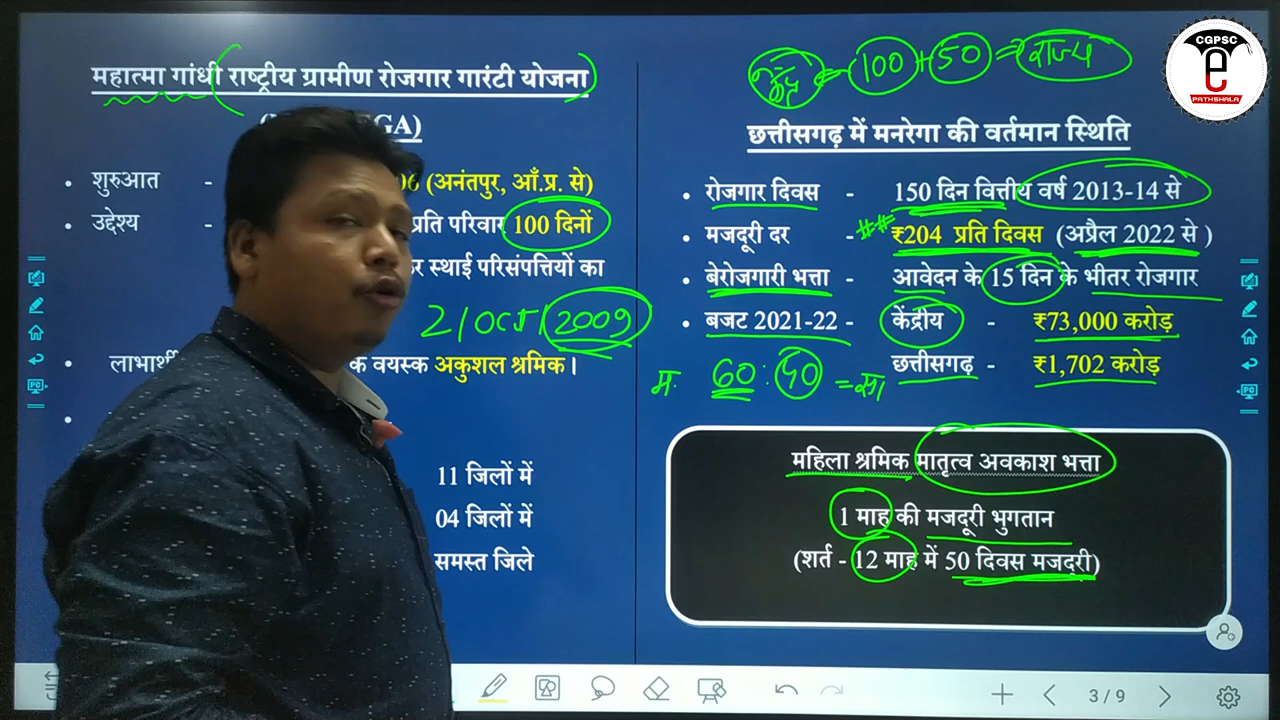 CGPSC
e
PATHSHALA
महात्मा गांधी (राष्ट्रीय ग्रामीण रोजगार गारंटी योजना)
GA)
शुरुआत - 06 (अनंतपुर, आँ.प्र. से)
उद्देश्य - प्रति परिवार 100 दिनों
र स्थाई परिसंपत्तियों का
2/Oct/2009
लाभार्थी क वयस्क अकुशल श्रमिक।
11 जिलों में
04 जिलों में
समस्त जिले
केंद्र = 100 + 50 = राज्य
छत्तीसगढ़ में मनरेगा की वर्तमान स्थिति
रोजगार दिवस - 150 दिन वित्तीय वर्ष 2013-14 से
मजदूरी दर - ₹204 प्रति दिवस (अप्रैल 2022 से )
बेरोजगारी भत्ता - आवेदन के 15 दिन के भीतर रोजगार
बजट 2021-22 - केंद्रीय - ₹73,000 करोड़
छत्तीसगढ़ - ₹1,702 करोड़
म. 60 : 40 =
महिला श्रमिक मातृत्व अवकाश भत्ता
1 माह की मजदूरी भुगतान
(शर्त - 12 माह में 50 दिवस मजदूरी)
3 / 9